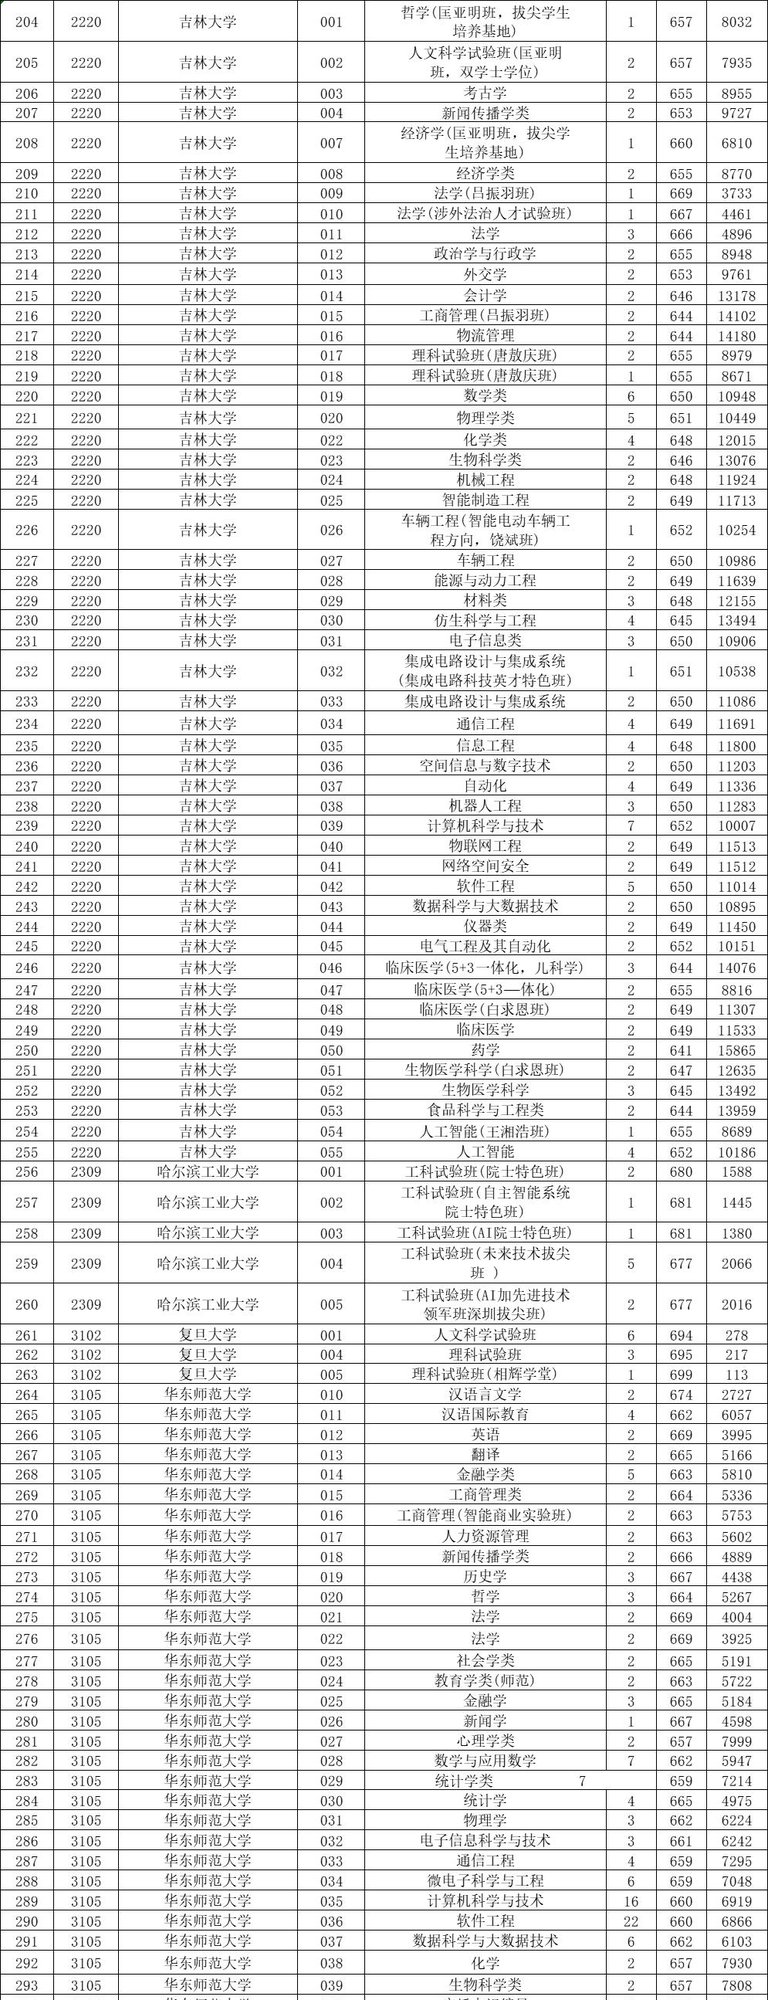 204 2220 吉林大学 001 哲学(匡亚明班，拔尖学生培养基地) 1 657 8032
205 2220 吉林大学 002 人文科学试验班(匡亚明班，双学士学位) 2 657 7935
206 2220 吉林大学 003 考古学 2 655 8955
207 2220 吉林大学 004 新闻传播学类 2 653 9727
208 2220 吉林大学 007 经济学(匡亚明班，拔尖学生培养基地) 1 660 6810
209 2220 吉林大学 008 经济学类 2 655 8770
210 2220 吉林大学 009 法学(吕振羽班) 1 669 3733
211 2220 吉林大学 010 法学(涉外法治人才试验班) 1 667 4461
212 2220 吉林大学 011 法学 3 666 4896
213 2220 吉林大学 012 政治学与行政学 2 655 8948
214 2220 吉林大学 013 外交学 2 653 9761
215 2220 吉林大学 014 会计学 2 646 13178
216 2220 吉林大学 015 工商管理(吕振羽班) 2 644 14102
217 2220 吉林大学 016 物流管理 2 644 14180
218 2220 吉林大学 017 理科试验班(唐敖庆班) 2 655 8979
219 2220 吉林大学 018 理科试验班(唐敖庆班) 1 655 8671
220 2220 吉林大学 019 数学类 6 650 10948
221 2220 吉林大学 020 物理学类 5 651 10449
222 2220 吉林大学 022 化学类 4 648 12015
223 2220 吉林大学 023 生物科学类 2 646 13076
224 2220 吉林大学 024 机械工程 2 648 11924
225 2220 吉林大学 025 智能制造工程 2 649 11713
226 2220 吉林大学 026 车辆工程(智能电动车辆工程方向，饶斌班) 1 652 10254
227 2220 吉林大学 027 车辆工程 2 650 10986
228 2220 吉林大学 028 能源与动力工程 2 649 11639
229 2220 吉林大学 029 材料类 3 648 12155
230 2220 吉林大学 030 仿生科学与工程 4 645 13494
231 2220 吉林大学 031 电子信息类 3 650 10906
232 2220 吉林大学 032 集成电路设计与集成系统(集成电路科技英才特色班) 1 651 10538
233 2220 吉林大学 033 集成电路设计与集成系统 2 650 11086
234 2220 吉林大学 034 通信工程 4 649 11691
235 2220 吉林大学 035 信息工程 4 648 11800
236 2220 吉林大学 036 空间信息与数字技术 2 650 11203
237 2220 吉林大学 037 自动化 4 649 11336
238 2220 吉林大学 038 机器人工程 3 650 11283
239 2220 吉林大学 039 计算机科学与技术 7 652 10007
240 2220 吉林大学 040 物联网工程 2 649 11513
241 2220 吉林大学 041 网络空间安全 2 649 11512
242 2220 吉林大学 042 软件工程 5 650 11014
243 2220 吉林大学 043 数据科学与大数据技术 2 650 10895
244 2220 吉林大学 044 仪器类 2 649 11450
245 2220 吉林大学 045 电气工程及其自动化 2 652 10151
246 2220 吉林大学 046 临床医学(5+3一体化，儿科学) 3 644 14076
247 2220 吉林大学 047 临床医学(5+3一体化) 2 655 8816
248 2220 吉林大学 048 临床医学(白求恩班) 2 649 11307
249 2220 吉林大学 049 临床医学 2 649 11533
250 2220 吉林大学 050 药学 2 641 15865
251 2220 吉林大学 051 生物医学科学(白求恩班) 2 647 12635
252 2220 吉林大学 052 生物医学科学 3 645 13492
253 2220 吉林大学 053 食品科学与工程类 2 644 13959
254 2220 吉林大学 054 人工智能(王湘浩班) 1 655 8689
255 2220 吉林大学 055 人工智能 4 652 10186
256 2309 哈尔滨工业大学 001 工科试验班(院士特色班) 2 680 1588
257 2309 哈尔滨工业大学 002 工科试验班(自主智能系统院士特色班) 1 681 1445
258 2309 哈尔滨工业大学 003 工科试验班(AI院士特色班) 1 681 1380
259 2309 哈尔滨工业大学 004 工科试验班(未来技术拔尖班 ) 5 677 2066
260 2309 哈尔滨工业大学 005 工科试验班(AI加先进技术领军班深圳拔尖班) 2 677 2016
261 3102 复旦大学 001 人文科学试验班 6 694 278
262 3102 复旦大学 004 理科试验班 3 695 217
263 3102 复旦大学 005 理科试验班(相辉学堂) 1 699 113
264 3105 华东师范大学 010 汉语言文学 2 674 2727
265 3105 华东师范大学 011 汉语国际教育 4 662 6057
266 3105 华东师范大学 012 英语 2 669 3995
267 3105 华东师范大学 013 翻译 2 665 5166
268 3105 华东师范大学 014 金融学类 5 663 5810
269 3105 华东师范大学 015 工商管理类 2 664 5336
270 3105 华东师范大学 016 工商管理(智能商业实验班) 2 663 5753
271 3105 华东师范大学 017 人力资源管理 2 663 5602
272 3105 华东师范大学 018 新闻传播学类 2 666 4889
273 3105 华东师范大学 019 历史学 3 667 4438
274 3105 华东师范大学 020 哲学 3 664 5267
275 3105 华东师范大学 021 法学 2 669 4004
276 3105 华东师范大学 022 法学 2 669 3925
277 3105 华东师范大学 023 社会学类 2 665 5191
278 3105 华东师范大学 024 教育学类(师范) 2 663 5722
279 3105 华东师范大学 025 金融学 3 665 5184
280 3105 华东师范大学 026 新闻学 1 667 4598
281 3105 华东师范大学 027 心理学类 2 657 7999
282 3105 华东师范大学 028 数学与应用数学 7 662 5947
283 3105 华东师范大学 029 统计学类 7 659 7214
284 3105 华东师范大学 030 统计学 4 665 4975
285 3105 华东师范大学 031 物理学 3 662 6224
286 3105 华东师范大学 032 电子信息科学与技术 3 661 6242
287 3105 华东师范大学 033 通信工程 4 659 7295
288 3105 华东师范大学 034 微电子科学与工程 6 659 7048
289 3105 华东师范大学 035 计算机科学与技术 16 660 6919
290 3105 华东师范大学 036 软件工程 22 660 6866
291 3105 华东师范大学 037 数据科学与大数据技术 6 662 6103
292 3105 华东师范大学 038 化学 2 657 7930
293 3105 华东师范大学 039 生物科学类 2 657 7808